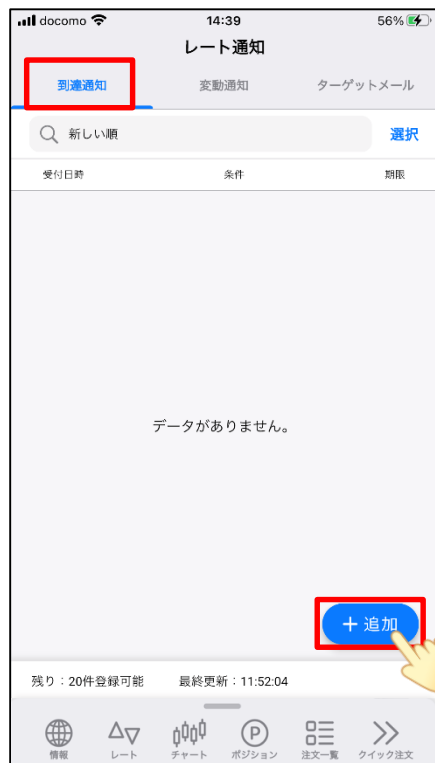 docomo 14:39 56%
レート通知
到達通知 変動通知 ターゲットメール
新しい順 選択
受付日時 条件 期限
データがありません。
+ 追加
残り：20件登録可能 最終更新：11:52:04
P
情報 レート チャート ポジション 注文一覧 クイック注文